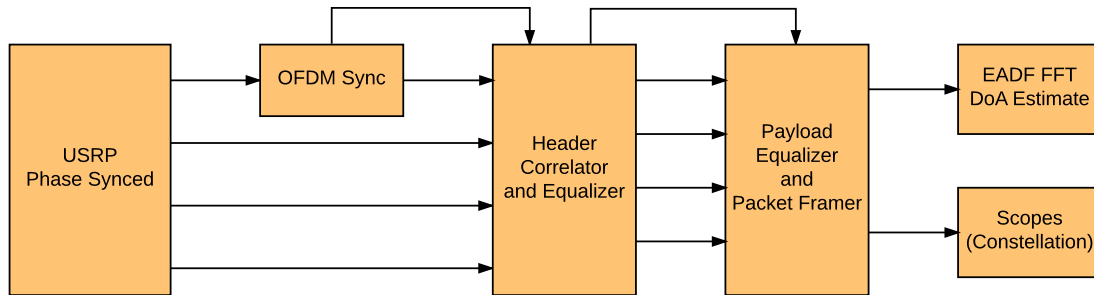 USRP
Phase Synced
OFDM Sync
Header
Correlator
and Equalizer
Payload
Equalizer
and
Packet Framer
EADF FFT
DoA Estimate
Scopes
(Constellation)